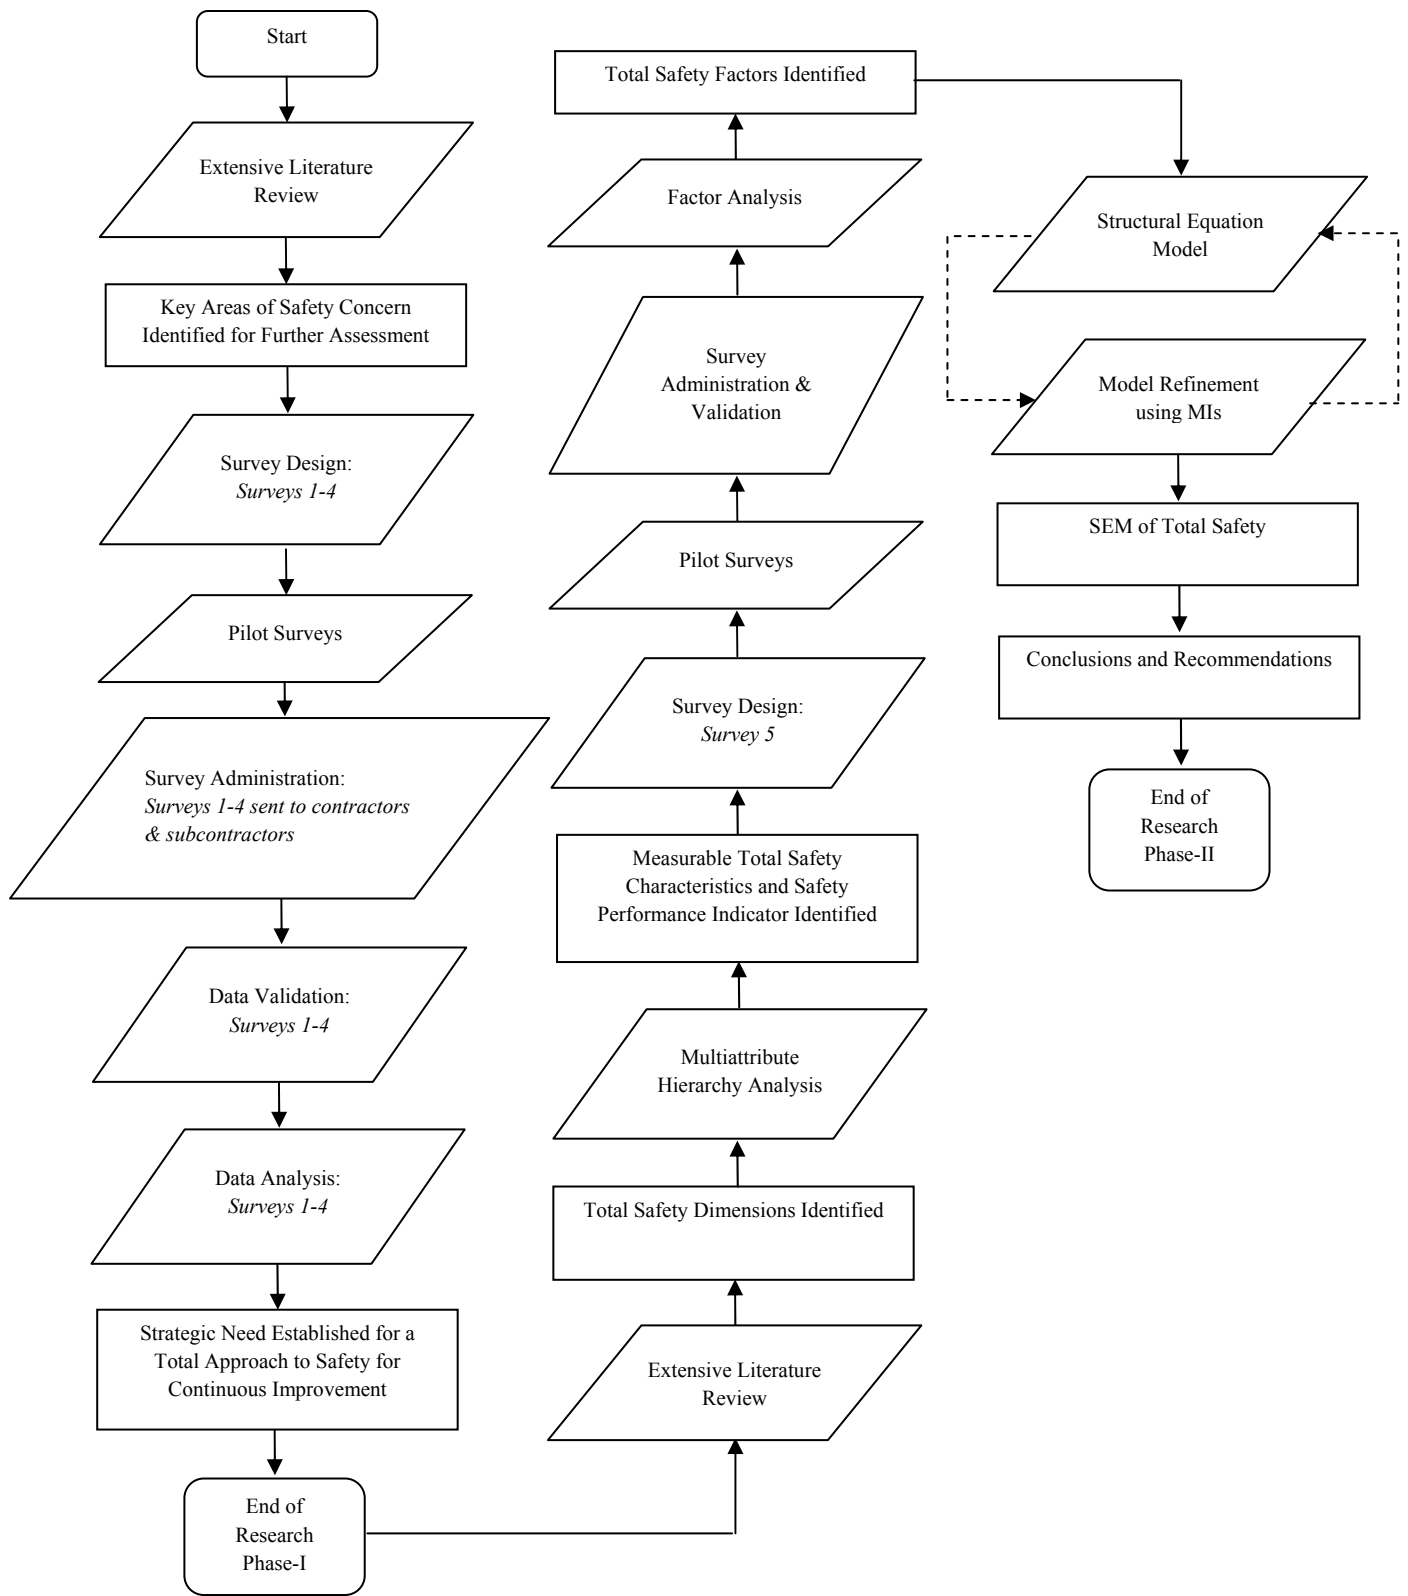 Start
Extensive Literature
Review
Key Areas of Safety Concern
Identified for Further Assessment
Survey Design:
Surveys 1-4
Pilot Surveys
Survey Administration:
Surveys 1-4 sent to contractors
& subcontractors
Data Validation:
Surveys 1-4
Data Analysis:
Surveys 1-4
Strategic Need Established for a
Total Approach to Safety for
Continuous Improvement
End of
Research
Phase-I
Extensive Literature
Review
Total Safety Dimensions Identified
Multiattribute
Hierarchy Analysis
Measurable Total Safety
Characteristics and Safety
Performance Indicator Identified
Survey Design:
Survey 5
Pilot Surveys
Survey
Administration &
Validation
Factor Analysis
Total Safety Factors Identified
Structural Equation
Model
Model Refinement
using MIs
SEM of Total Safety
Conclusions and Recommendations
End of
Research
Phase-II